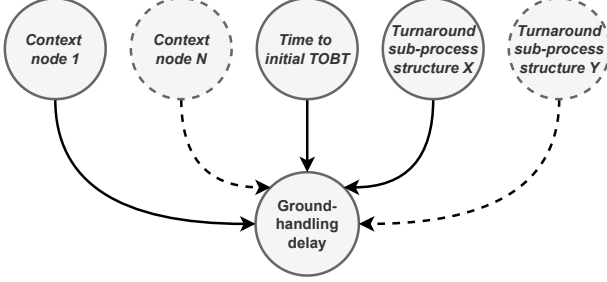 Context
node 1
Context
node N
Time to
initial TOBT
Turnaround
sub-process
structure X
Turnaround
sub-process
structure Y
Ground-
handling
delay